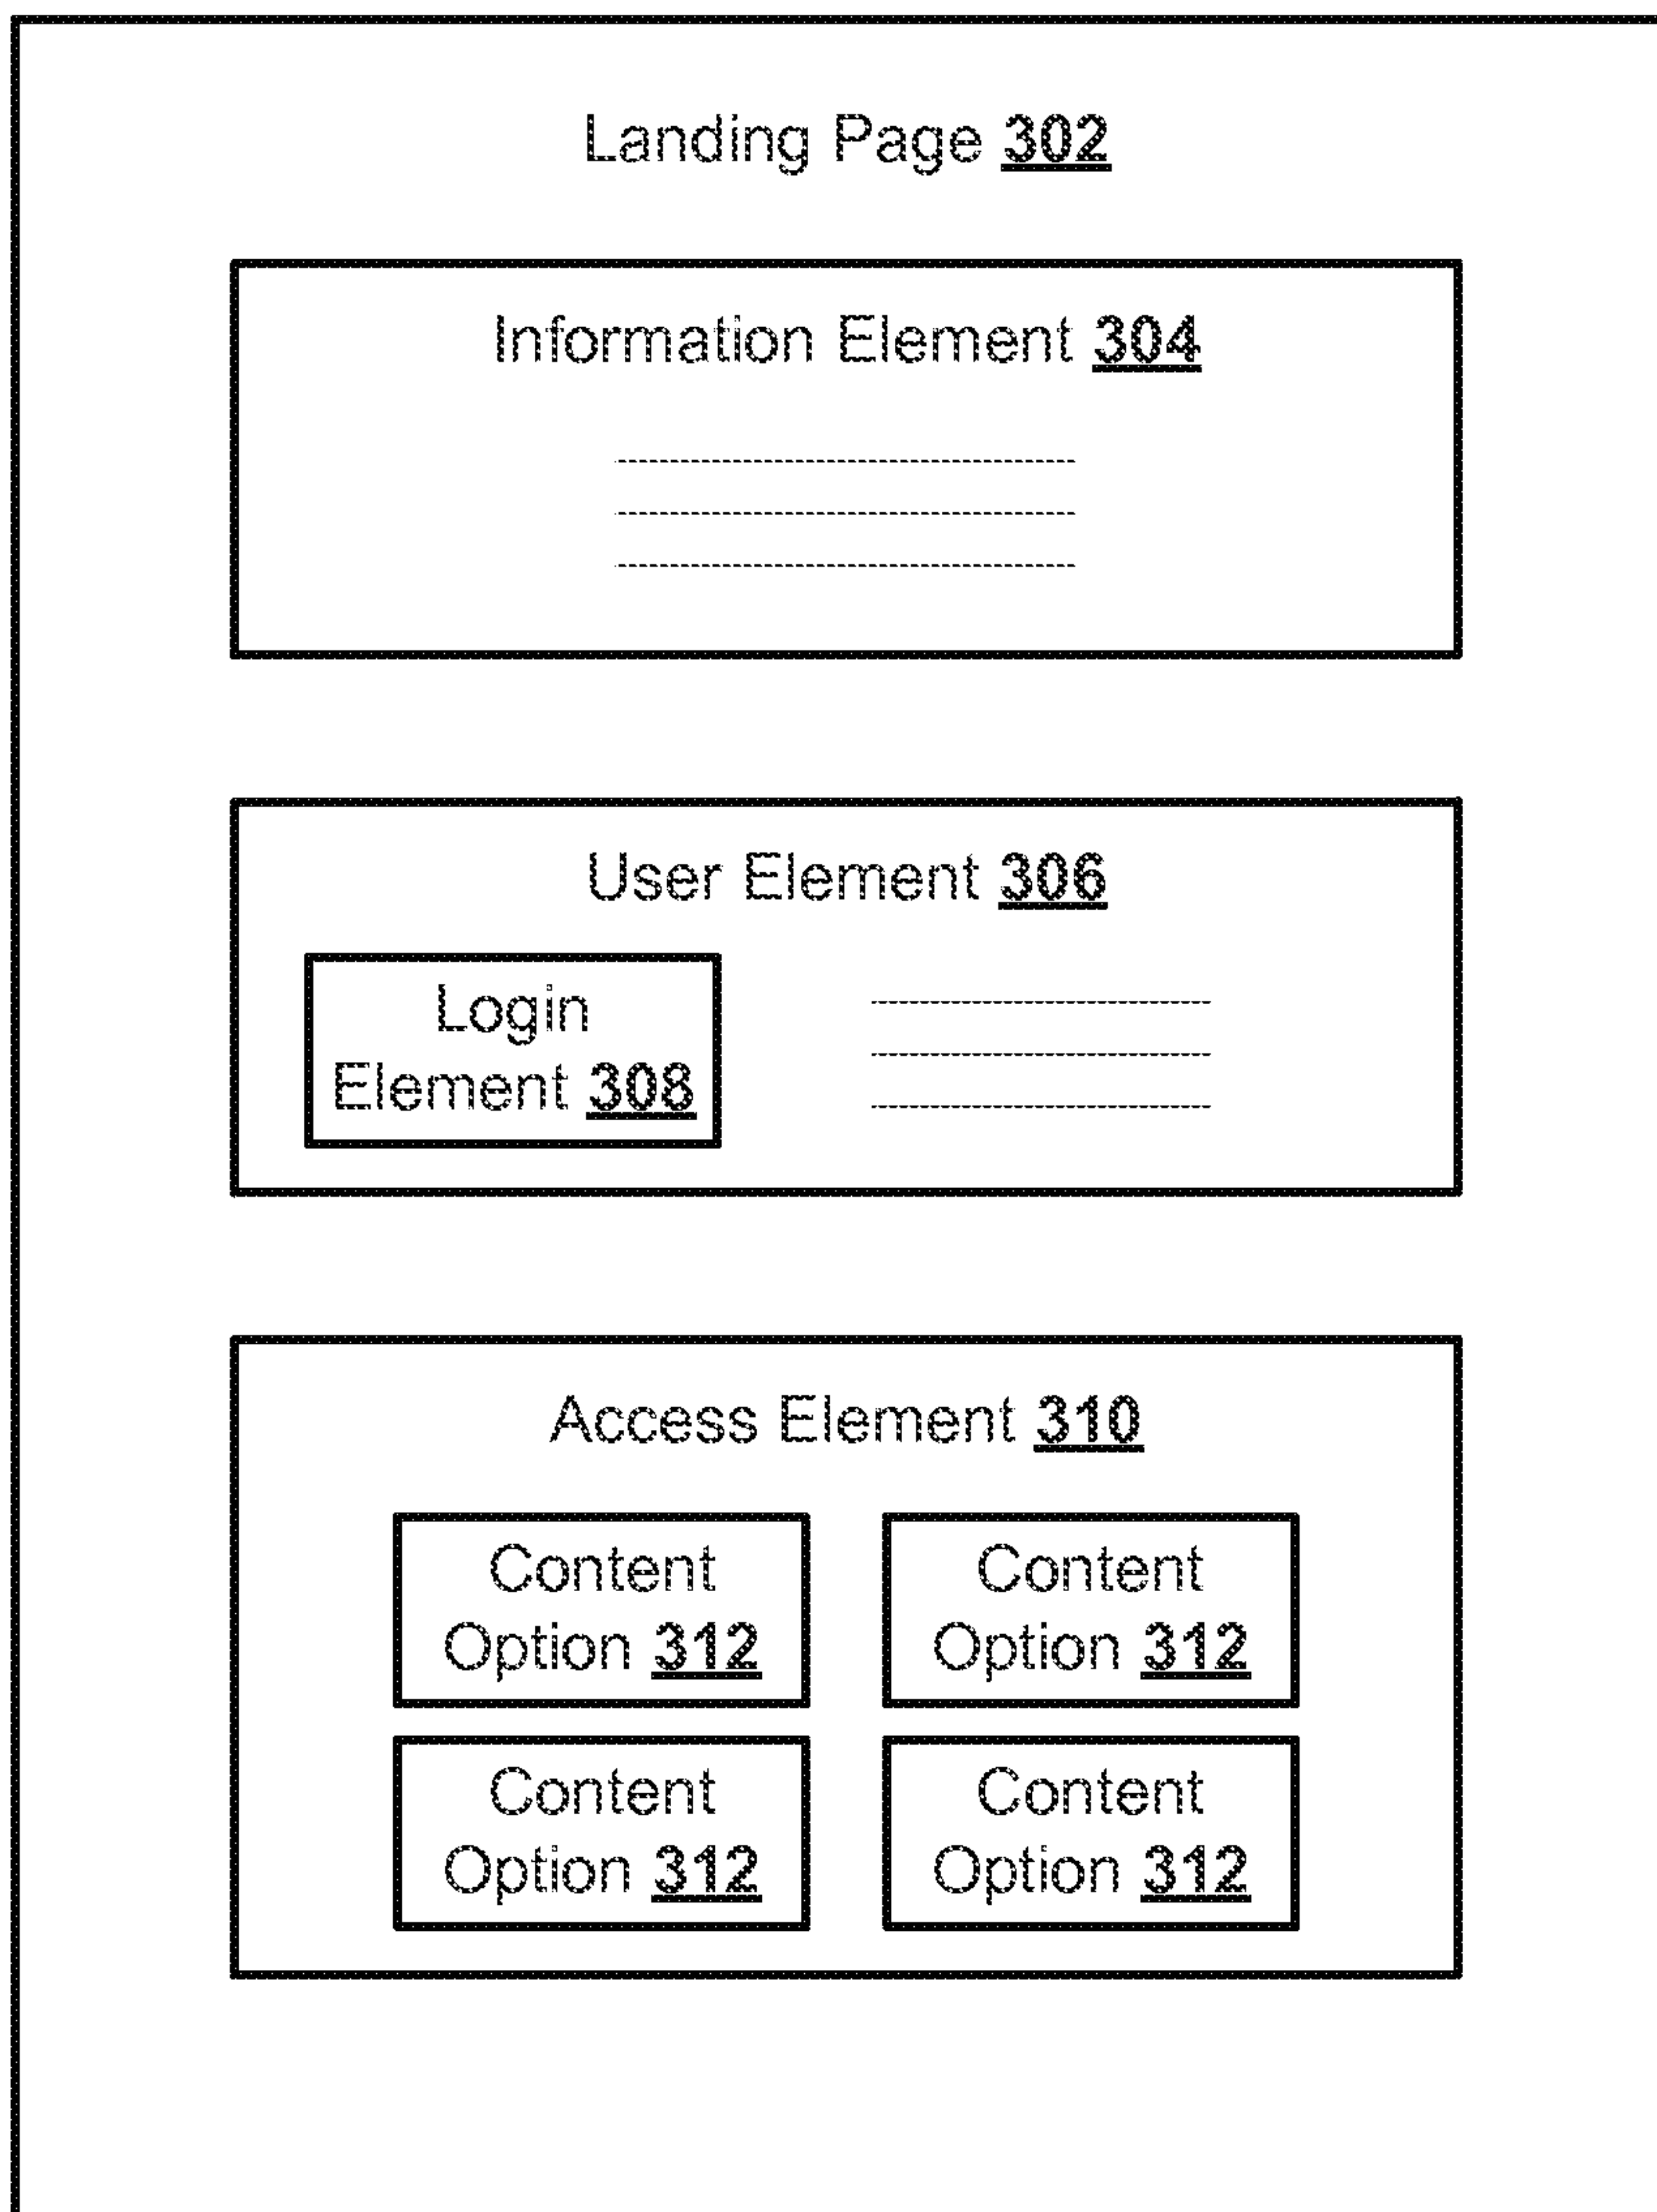 Landing Page 302
Information Element 304
User Element 306
Login
Element 308
Access Element 310
Content
Option 312
Content
Option 312
Content
Option 312
Content
Option 312